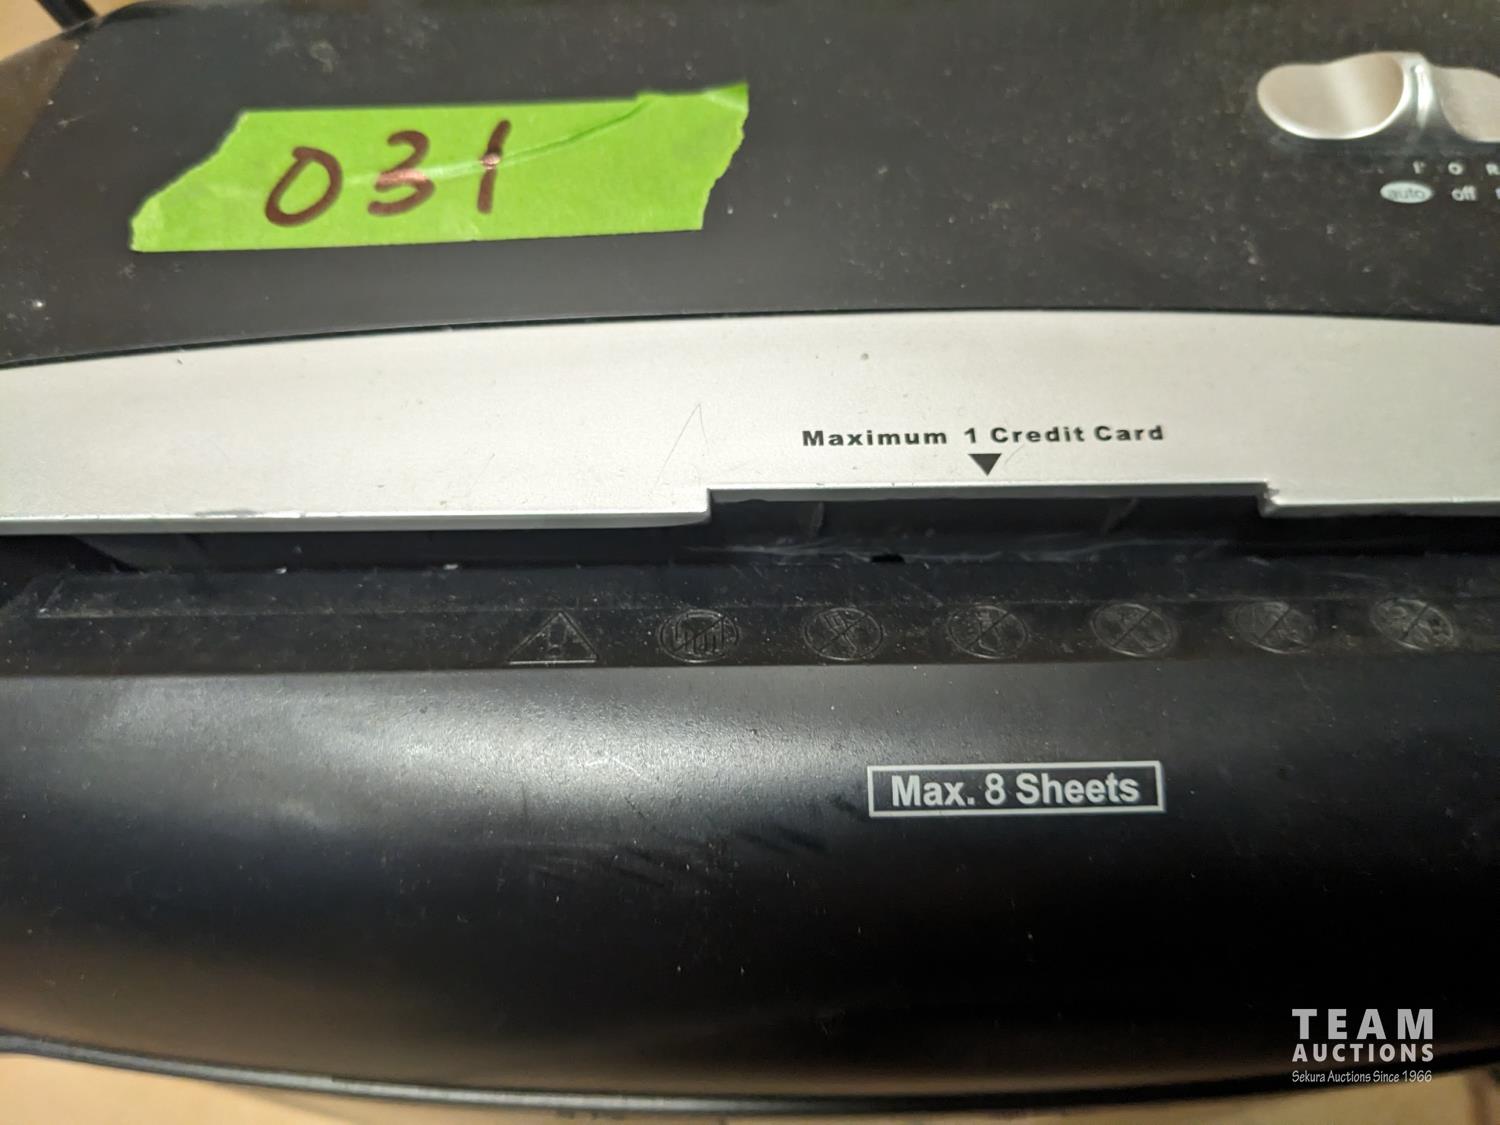 031
I O R
auto off
Maximum 1 Credit Card
Max. 8 Sheets
TEAM
AUCTIONS
Sekura Auctions Since 1966